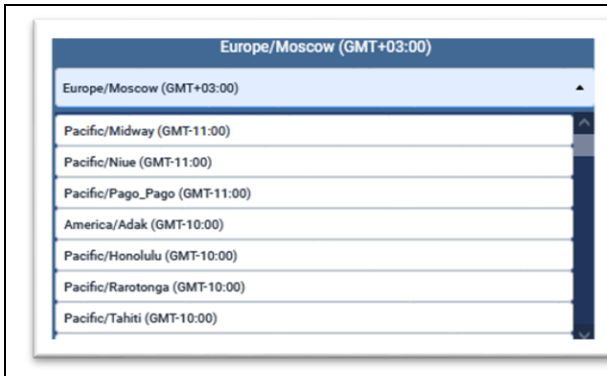 Europe/Moscow (GMT+03:00)
Europe/Moscow (GMT+03:00)
Pacific/Midway (GMT-11:00)
Pacific/Niue (GMT-11:00)
Pacific/Pago_Pago (GMT-11:00)
America/Adak (GMT-10:00)
Pacific/Honolulu (GMT-10:00)
Pacific/Rarotonga (GMT-10:00)
Pacific/Tahiti (GMT-10:00)